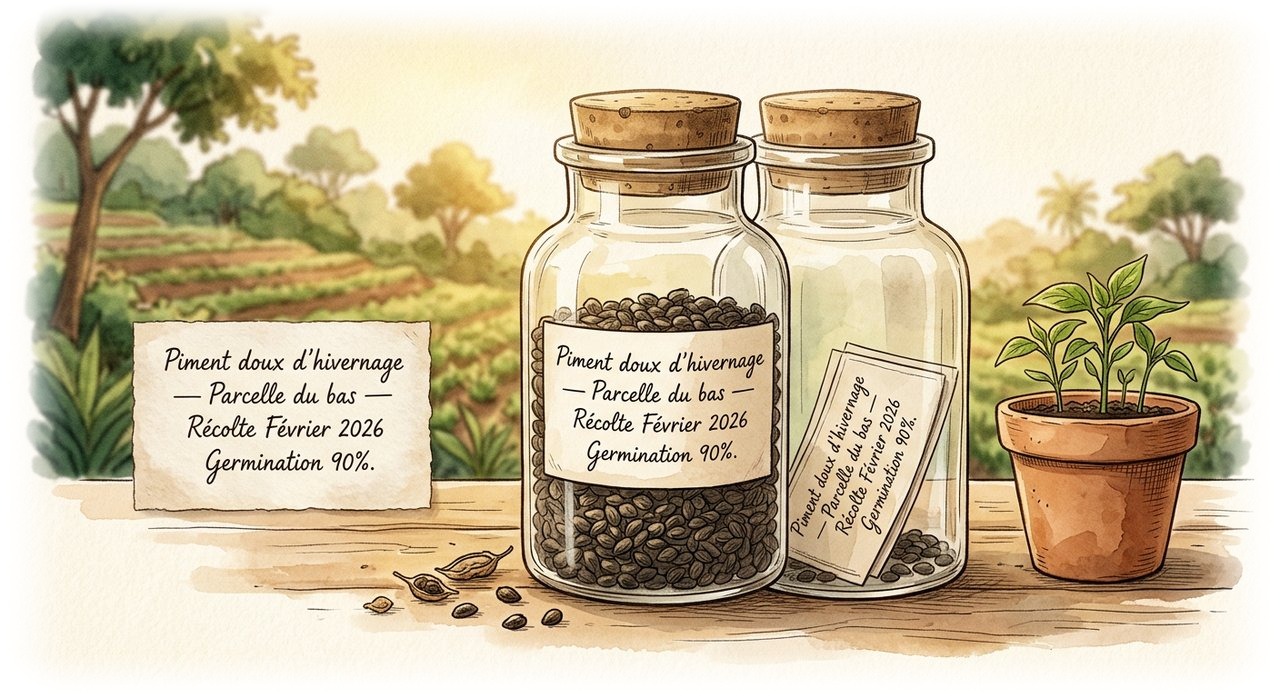 Piment doux d'hivernage
— Parcelle du bas —
Récolte Février 2026
Germination 90%.
Piment doux d'hivernage
— Parcelle du bas —
Récolte Février 2026
Germination 90%.
Piment doux d'hivernage
— Parcelle du bas —
Récolte Février 2026
Germination 90%.